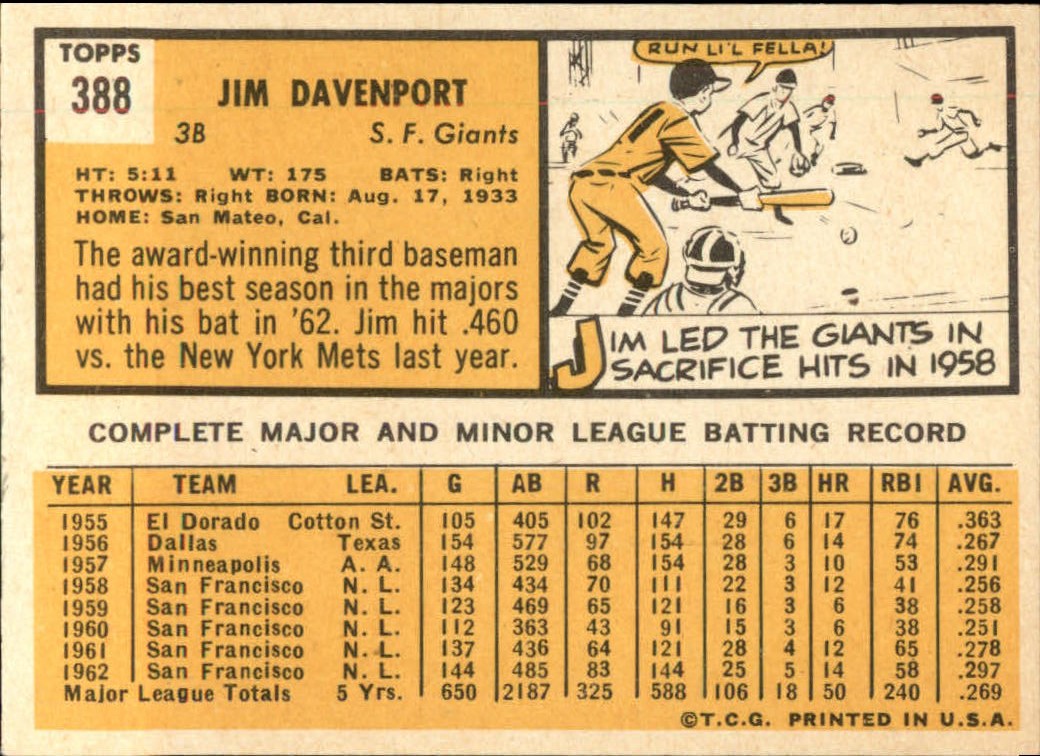 TOPPS
388
JIM DAVENPORT
3B S. F. Giants
HT: 5:11 WT: 175 BATS: Right
THROWS: Right BORN: Aug. 17, 1933
HOME: San Mateo, Cal.
The award-winning third baseman
had his best season in the majors
with his bat in '62. Jim hit .460
vs. the New York Mets last year.
RUN LI'L FELLA!
JIM LED THE GIANTS IN
SACRIFICE HITS IN 1958
COMPLETE MAJOR AND MINOR LEAGUE BATTING RECORD
YEAR TEAM LEA. G AB R H 2B 3B HR RBI AVG.
1955 El Dorado Cotton St. 105 405 102 147 29 6 17 76 .363
1956 Dallas Texas 154 577 97 154 28 6 14 74 .267
1957 Minneapolis A. A. 148 529 68 154 28 3 10 53 .291
1958 San Francisco N. L. 134 434 70 111 22 3 12 41 .256
1959 San Francisco N. L. 123 469 65 121 16 3 6 38 .258
1960 San Francisco N. L. 112 363 43 91 15 3 6 38 .251
1961 San Francisco N. L. 137 436 64 121 28 4 12 65 .278
1962 San Francisco N. L. 144 485 83 144 25 5 14 58 .297
Major League Totals 5 Yrs. 650 2187 325 588 106 18 50 240 .269
©T.C.G. PRINTED IN U.S.A.